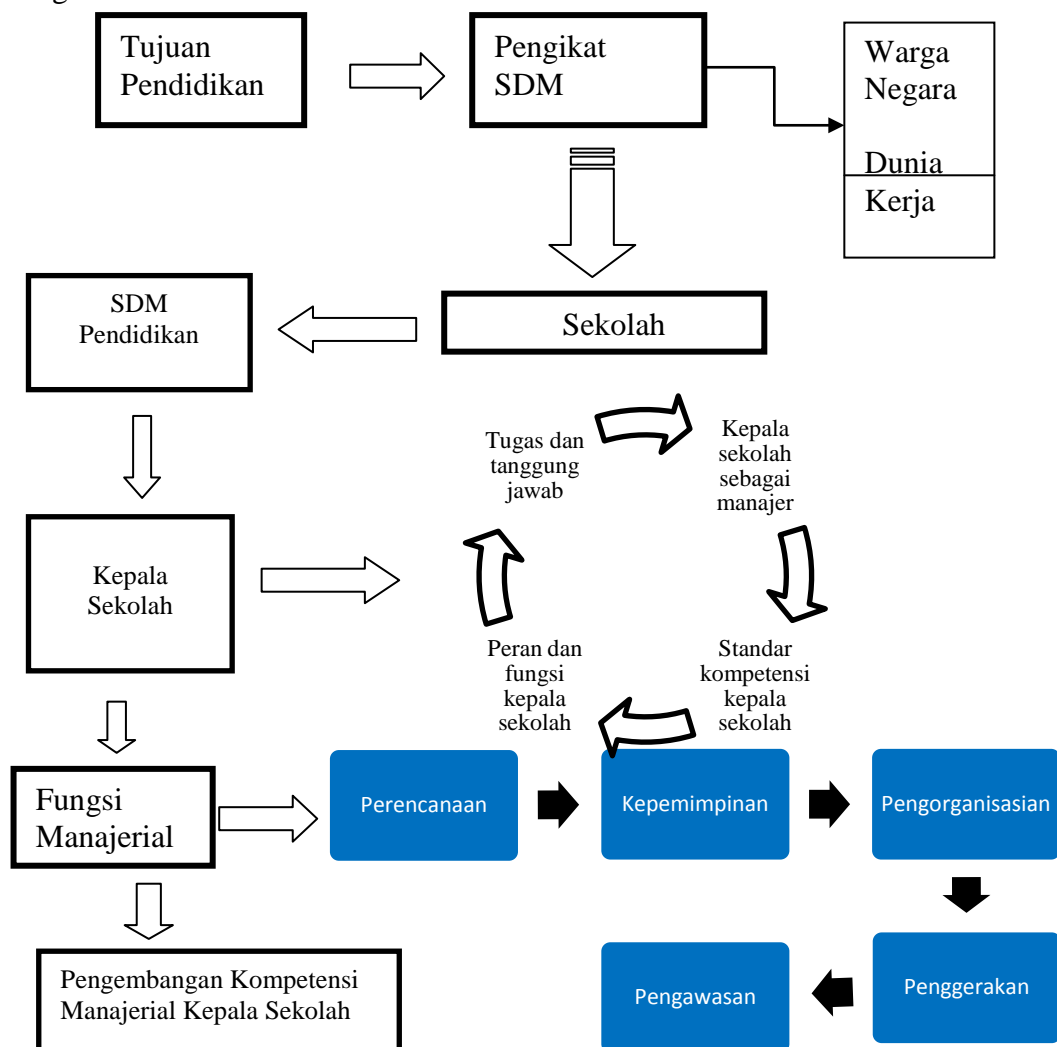 Tujuan
Pendidikan
Pengikat
SDM
Warga
Negara
Dunia
Kerja
SDM
Pendidikan
Sekolah
Tugas dan
tanggung
jawab
Kepala
sekolah
sebagai
manajer
Kepala
Sekolah
Peran dan
fungsi
kepala
sekolah
Standar
kompetensi
kepala
sekolah
Fungsi
Manajerial
Perencanaan
Kepemimpinan
Pengorganisasian
Pengembangan Kompetensi
Manajerial Kepala Sekolah
Pengawasan
Penggerakan